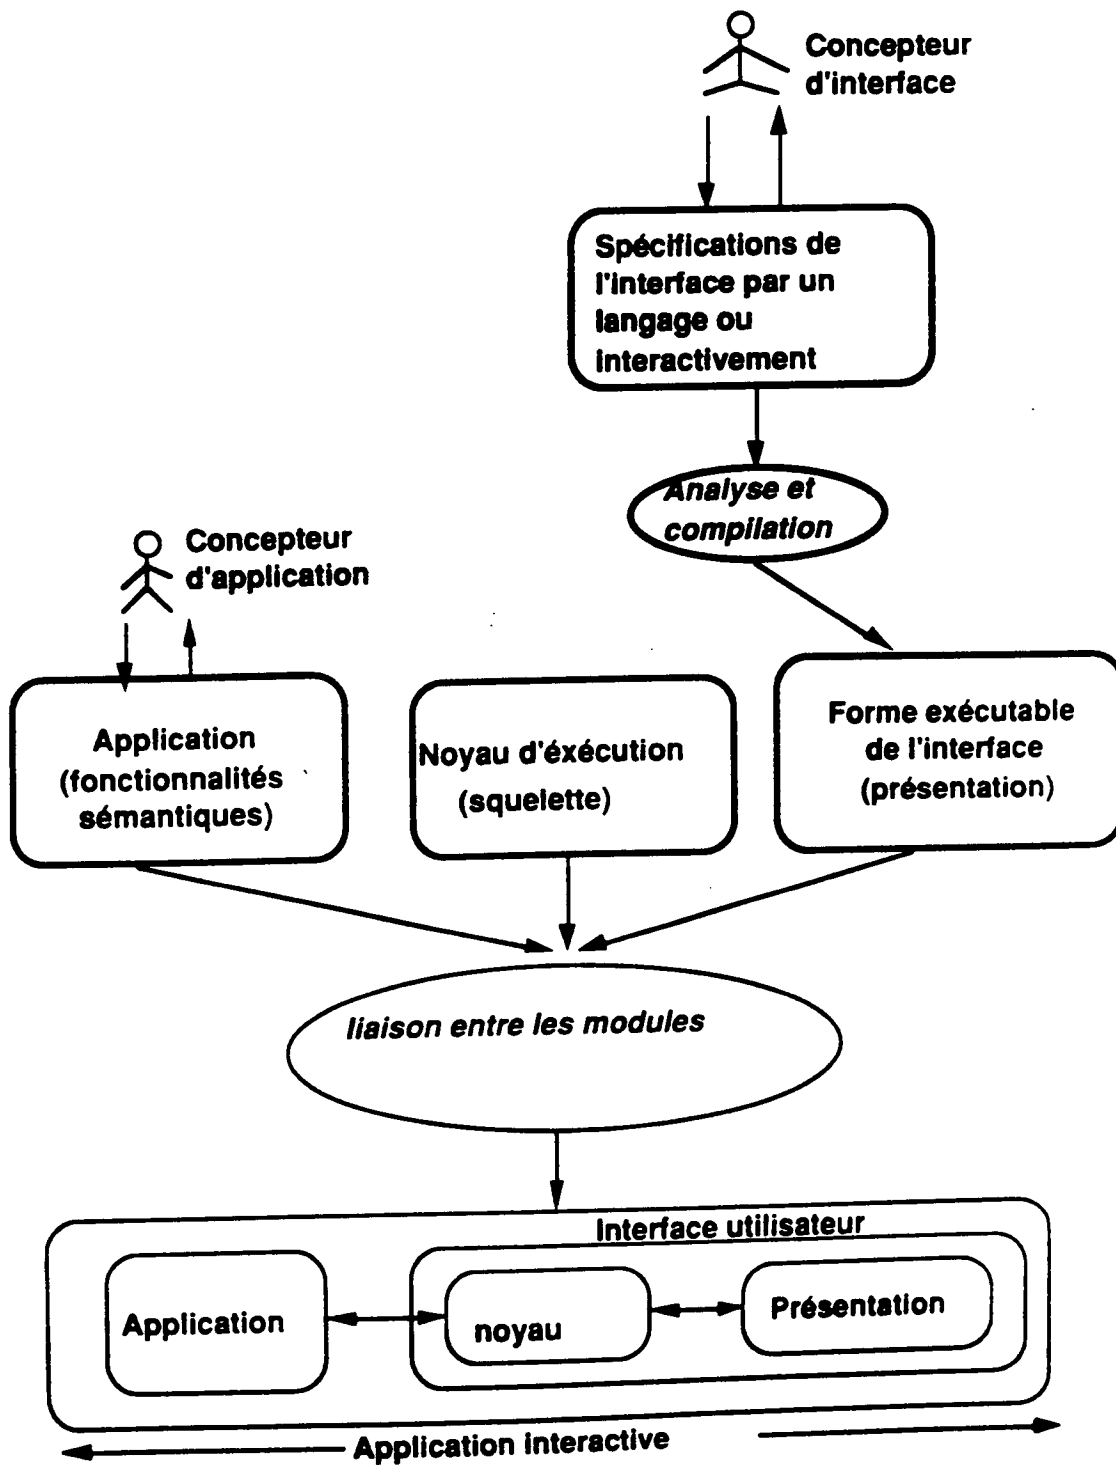 Concepteur
d'interface
Spécifications de
l'interface par un
langage ou
interactivement
Analyse et
compilation
Concepteur
d'application
Application
(fonctionnalités
sémantiques)
Noyau d'éxécution
(squelette)
Forme exécutable
de l'interface
(présentation)
liaison entre les modules
Interface utilisateur
Application
noyau
Présentation
Application interactive